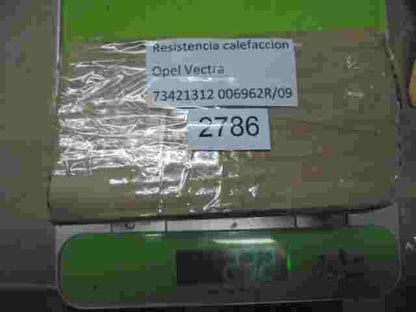 Resistencia calefaccion
Opel Vectra
73421312 006962R/09
2786